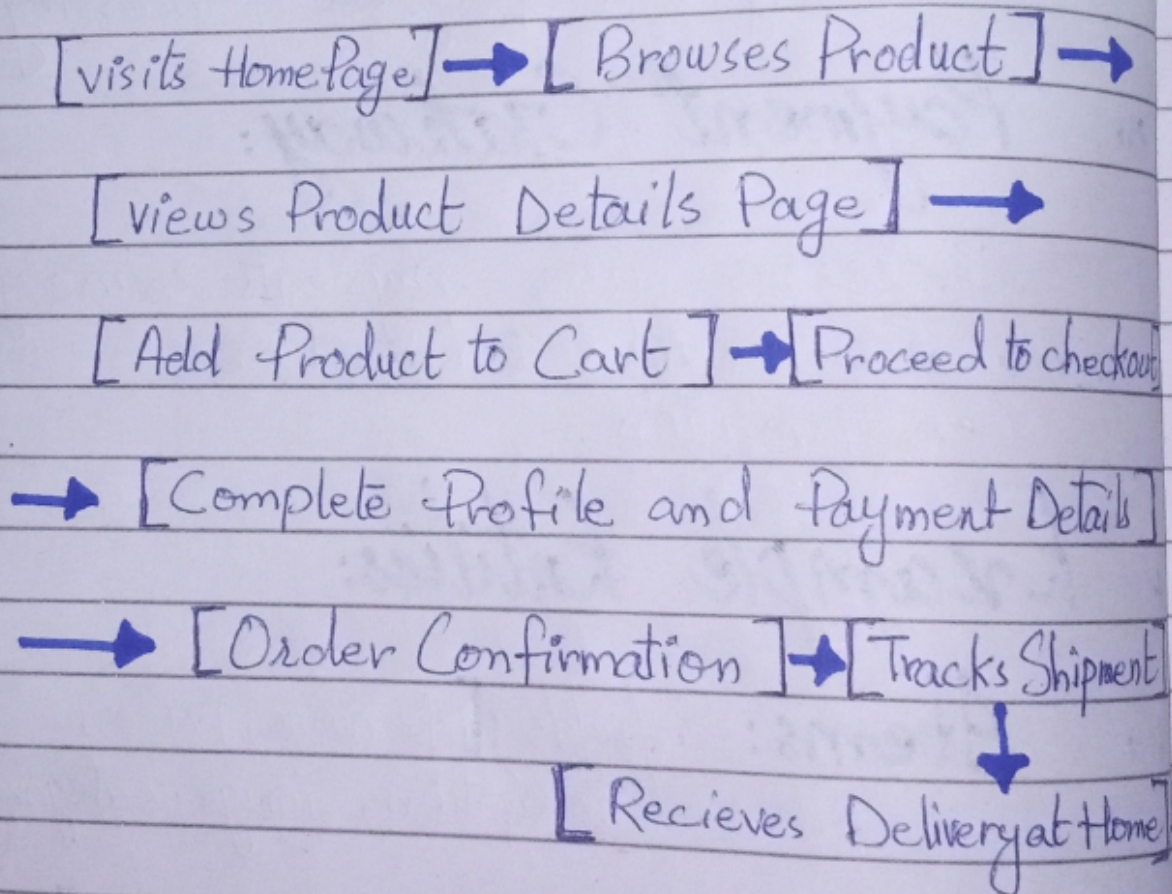 [visits HomePage] → [ Browses Product ] →
[views Product Details Page] →
[ Add Product to Cart ] → [Proceed to checkout
→ [Complete Profile and Payment Details]
→ [Order Confirmation ] → [Tracks Shipment]
↓
[ Recieves Delivery at Home]